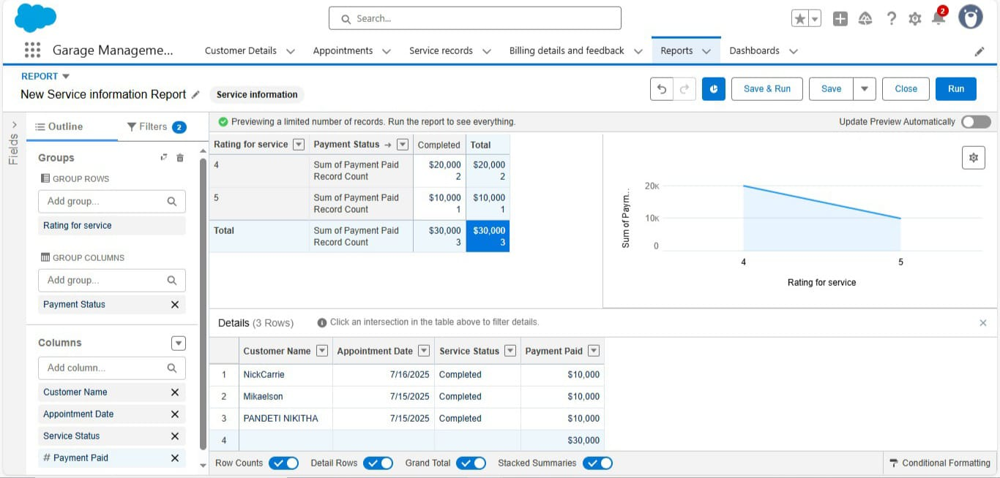 Search...
2
Garage Manageme...
Customer Details
Appointments
Service records
Billing details and feedback
Reports
Dashboards
REPORT
New Service information Report
Service information
Save & Run
Save
Close
Run
Fields
Outline
Filters 2
Previewing a limited number of records. Run the report to see everything.
Update Preview Automatically
Groups
GROUP ROWS
Add group...
Rating for service
GROUP COLUMNS
Add group...
Payment Status
Columns
Add column...
Customer Name
Appointment Date
Service Status
# Payment Paid
Rating for service Payment Status → Completed Total
4 Sum of Payment Paid $20,000 $20,000
Record Count 2 2
5 Sum of Payment Paid $10,000 $10,000
Record Count 1 1
Total Sum of Payment Paid $30,000 $30,000
Record Count 3 3
Sum of Paym...
20K
10K
0
4 5
Rating for service
Details (3 Rows)
Click an intersection in the table above to filter details.
Customer Name Appointment Date Service Status Payment Paid
1 NickCarrie 7/16/2025 Completed $10,000
2 Mikaelson 7/15/2025 Completed $10,000
3 PANDETI NIKITHA 7/15/2025 Completed $10,000
4 $30,000
Row Counts
Detail Rows
Grand Total
Stacked Summaries
Conditional Formatting